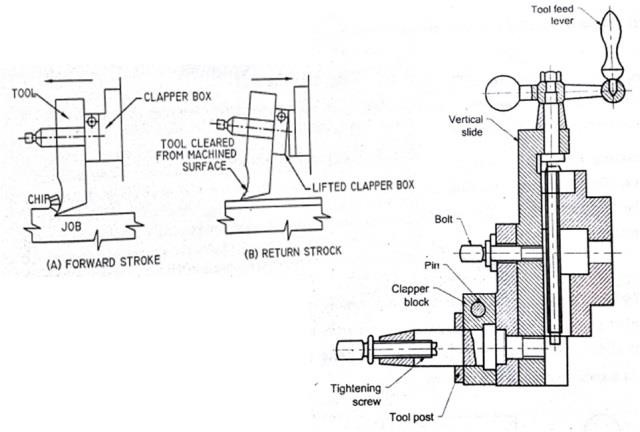 TOOL
CLAPPER BOX
TOOL CLEARED
FROM MACHINED
SURFACE
LIFTED CLAPPER BOX
CHIP
JOB
(A) FORWARD STROKE
(B) RETURN STROCK
Tool feed
lever
Vertical
slide
Bolt
Pin
Clapper
block
Tightening
screw
Tool post